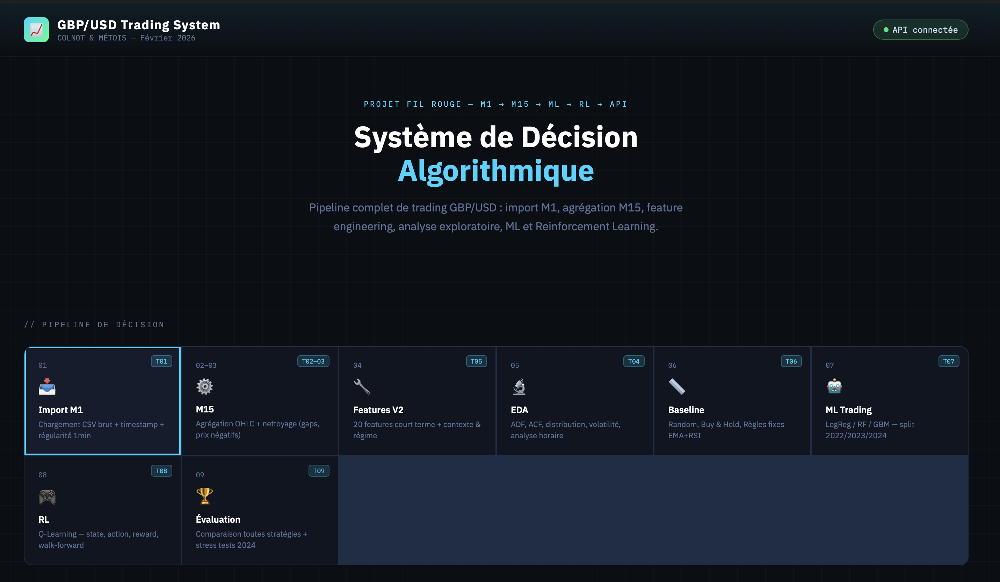 GBP/USD Trading System
COLNOT & MÉTOIS — Février 2026
API connectée
PROJET FIL ROUGE — M1 → M15 → ML → RL → API
Système de Décision
Algorithmique
Pipeline complet de trading GBP/USD : import M1, agrégation M15, feature
engineering, analyse exploratoire, ML et Reinforcement Learning.
// PIPELINE DE DÉCISION
01
T01
Import M1
Chargement CSV brut + timestamp +
régularité 1min
02–03
T02–03
M15
Agrégation OHLC + nettoyage (gaps,
prix négatifs)
04
T05
Features V2
20 features court terme + contexte &
régime
05
T04
EDA
ADF, ACF, distribution, volatilité,
analyse horaire
06
T06
Baseline
Random, Buy & Hold, Règles fixes
EMA+RSI
07
T07
ML Trading
LogReg / RF / GBM — split
2022/2023/2024
08
T08
RL
Q-Learning — state, action, reward,
walk-forward
09
T09
Évaluation
Comparaison toutes stratégies +
stress tests 2024